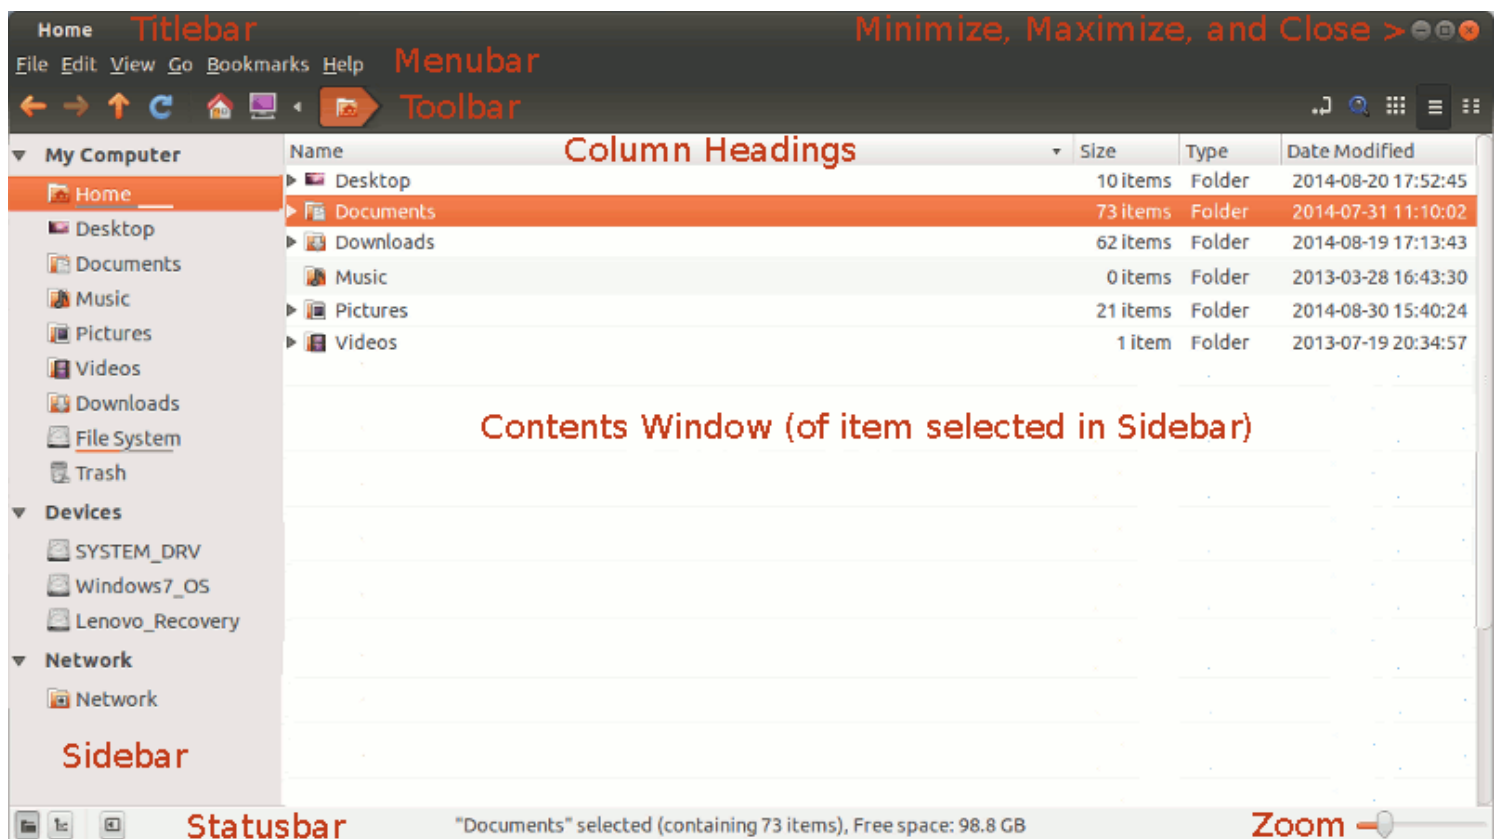 Home Titlebar Minimize, Maximize, and Close >
File Edit View Go Bookmarks Help Menubar
Toolbar
My Computer
Home
Desktop
Documents
Music
Pictures
Videos
Downloads
File System
Trash
Devices
SYSTEM_DRV
Windows7_OS
Lenovo_Recovery
Network
Network
Sidebar
Name Column Headings Size Type Date Modified
Desktop 10 items Folder 2014-08-20 17:52:45
Documents 73 items Folder 2014-07-31 11:10:02
Downloads 62 items Folder 2014-08-19 17:13:43
Music 0 items Folder 2013-03-28 16:43:30
Pictures 21 items Folder 2014-08-30 15:40:24
Videos 1 item Folder 2013-07-19 20:34:57
Contents Window (of item selected in Sidebar)
Statusbar "Documents" selected (containing 73 items), Free space: 98.8 GB Zoom